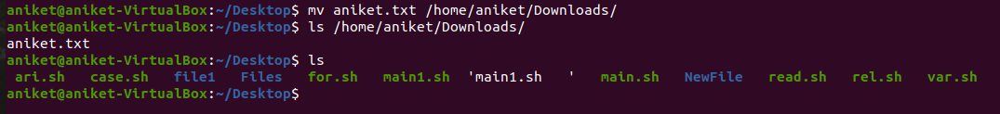 aniket@aniket-VirtualBox:~/Desktop$ mv aniket.txt /home/aniket/Downloads/
aniket@aniket-VirtualBox:~/Desktop$ ls /home/aniket/Downloads/
aniket.txt
aniket@aniket-VirtualBox:~/Desktop$ ls
 ari.sh   case.sh   file1   Files   for.sh   main1.sh  'main1.sh   '   main.sh   NewFile   read.sh   rel.sh   var.sh
aniket@aniket-VirtualBox:~/Desktop$